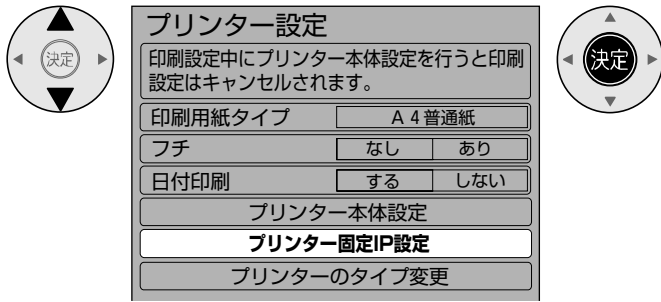 プリンター設定
印刷設定中にプリンター本体設定を行うと印刷
設定はキャンセルされます。
印刷用紙タイプ A4普通紙
フチ なし あり
日付印刷 する しない
プリンター本体設定
プリンター固定IP設定
プリンターのタイプ変更
決定
決定